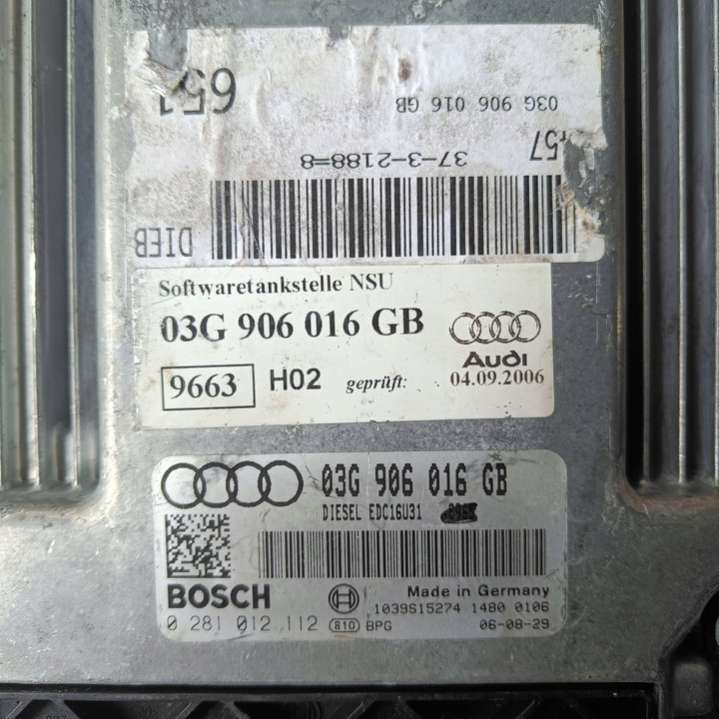 651
03G 906 016 GB
57
37-3-2188=8
DIEB
Softwaretankstelle NSU
03G 906 016 GB
Audi
9663 H02 geprüft: 04.09.2006
03G 906 016 GB
DIESEL EDC16U31
BOSCH
Made in Germany
1039S15274 1480 0106
0 281 012 112 810 BPG 06-08-29